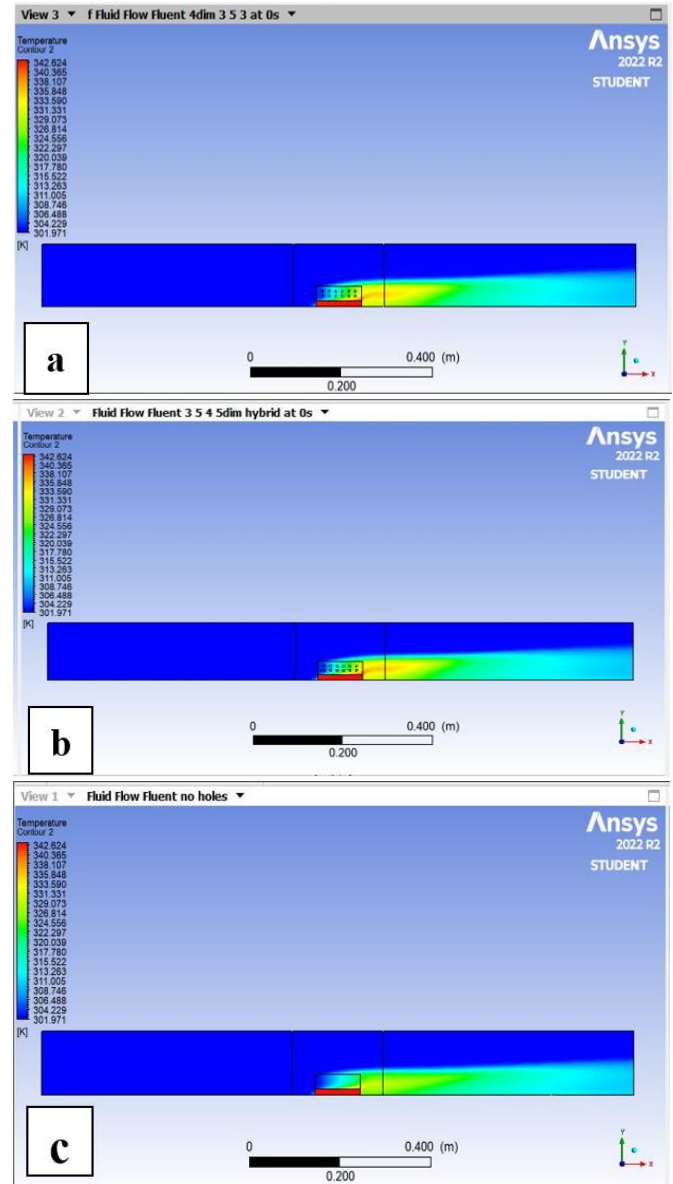 View 3 ▼ f Fluid Flow Fluent 4dim 3 5 3 at 0s ▼
Temperature
Contour 2
342.624
340.365
338.107
335.848
333.590
331.331
329.073
326.814
324.556
322.297
320.039
317.780
315.522
313.263
311.005
308.746
306.488
304.229
301.971
[K]
Ansys
2022 R2
STUDENT
a
0 0.400 (m)
0.200
Y
X
View 2 ▼ Fluid Flow Fluent 3 5 4 5dim hybrid at 0s ▼
Temperature
Contour 2
342.624
340.365
338.107
335.848
333.590
331.331
329.073
326.814
324.556
322.297
320.039
317.780
315.522
313.263
311.005
308.746
306.488
304.229
301.971
[K]
Ansys
2022 R2
STUDENT
b
0 0.400 (m)
0.200
Y
X
View 1 ▼ Fluid Flow Fluent no holes ▼
Temperature
Contour 2
342.624
340.365
338.107
335.848
333.590
331.331
329.073
326.814
324.556
322.297
320.039
317.780
315.522
313.263
311.005
308.746
306.488
304.229
301.971
[K]
Ansys
2022 R2
STUDENT
c
0 0.400 (m)
0.200
Y
X